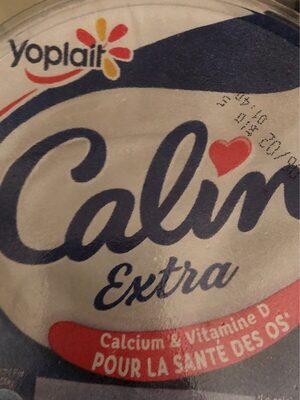 yoplait
Calin
Extra
Calcium & Vitamine D
POUR LA SANTÉ DES OS*